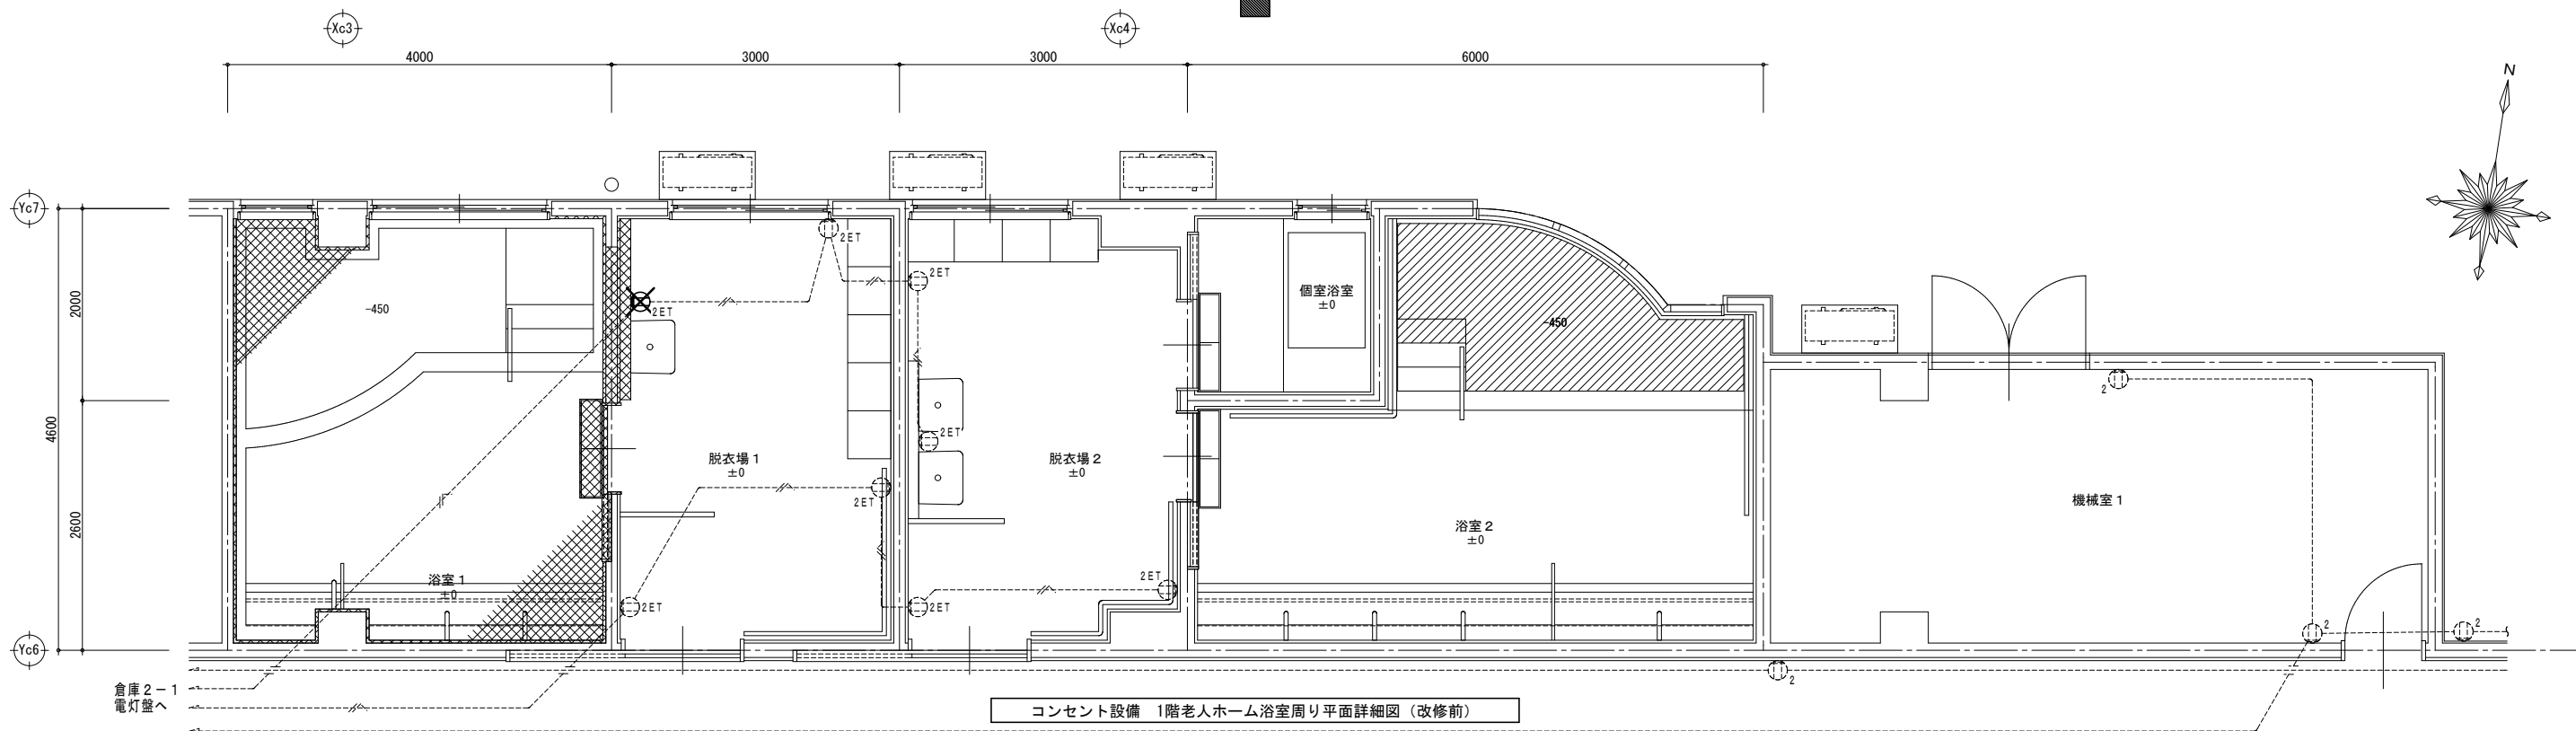 Xc3
Xc4
4000
3000
3000
6000
N
Yc7
2ET
2ET
2ET
個室浴室
±0
-450
-450
2000
4600
2
2ET
脱衣場1
±0
脱衣場2
±0
2ET
機械室1
2600
浴室2
±0
浴室1
±0
2ET
2ET
2ET
2
2
Yc6
2
倉庫2-1
電灯盤へ
コンセント設備 1階老人ホーム浴室周り平面詳細図(改修前)